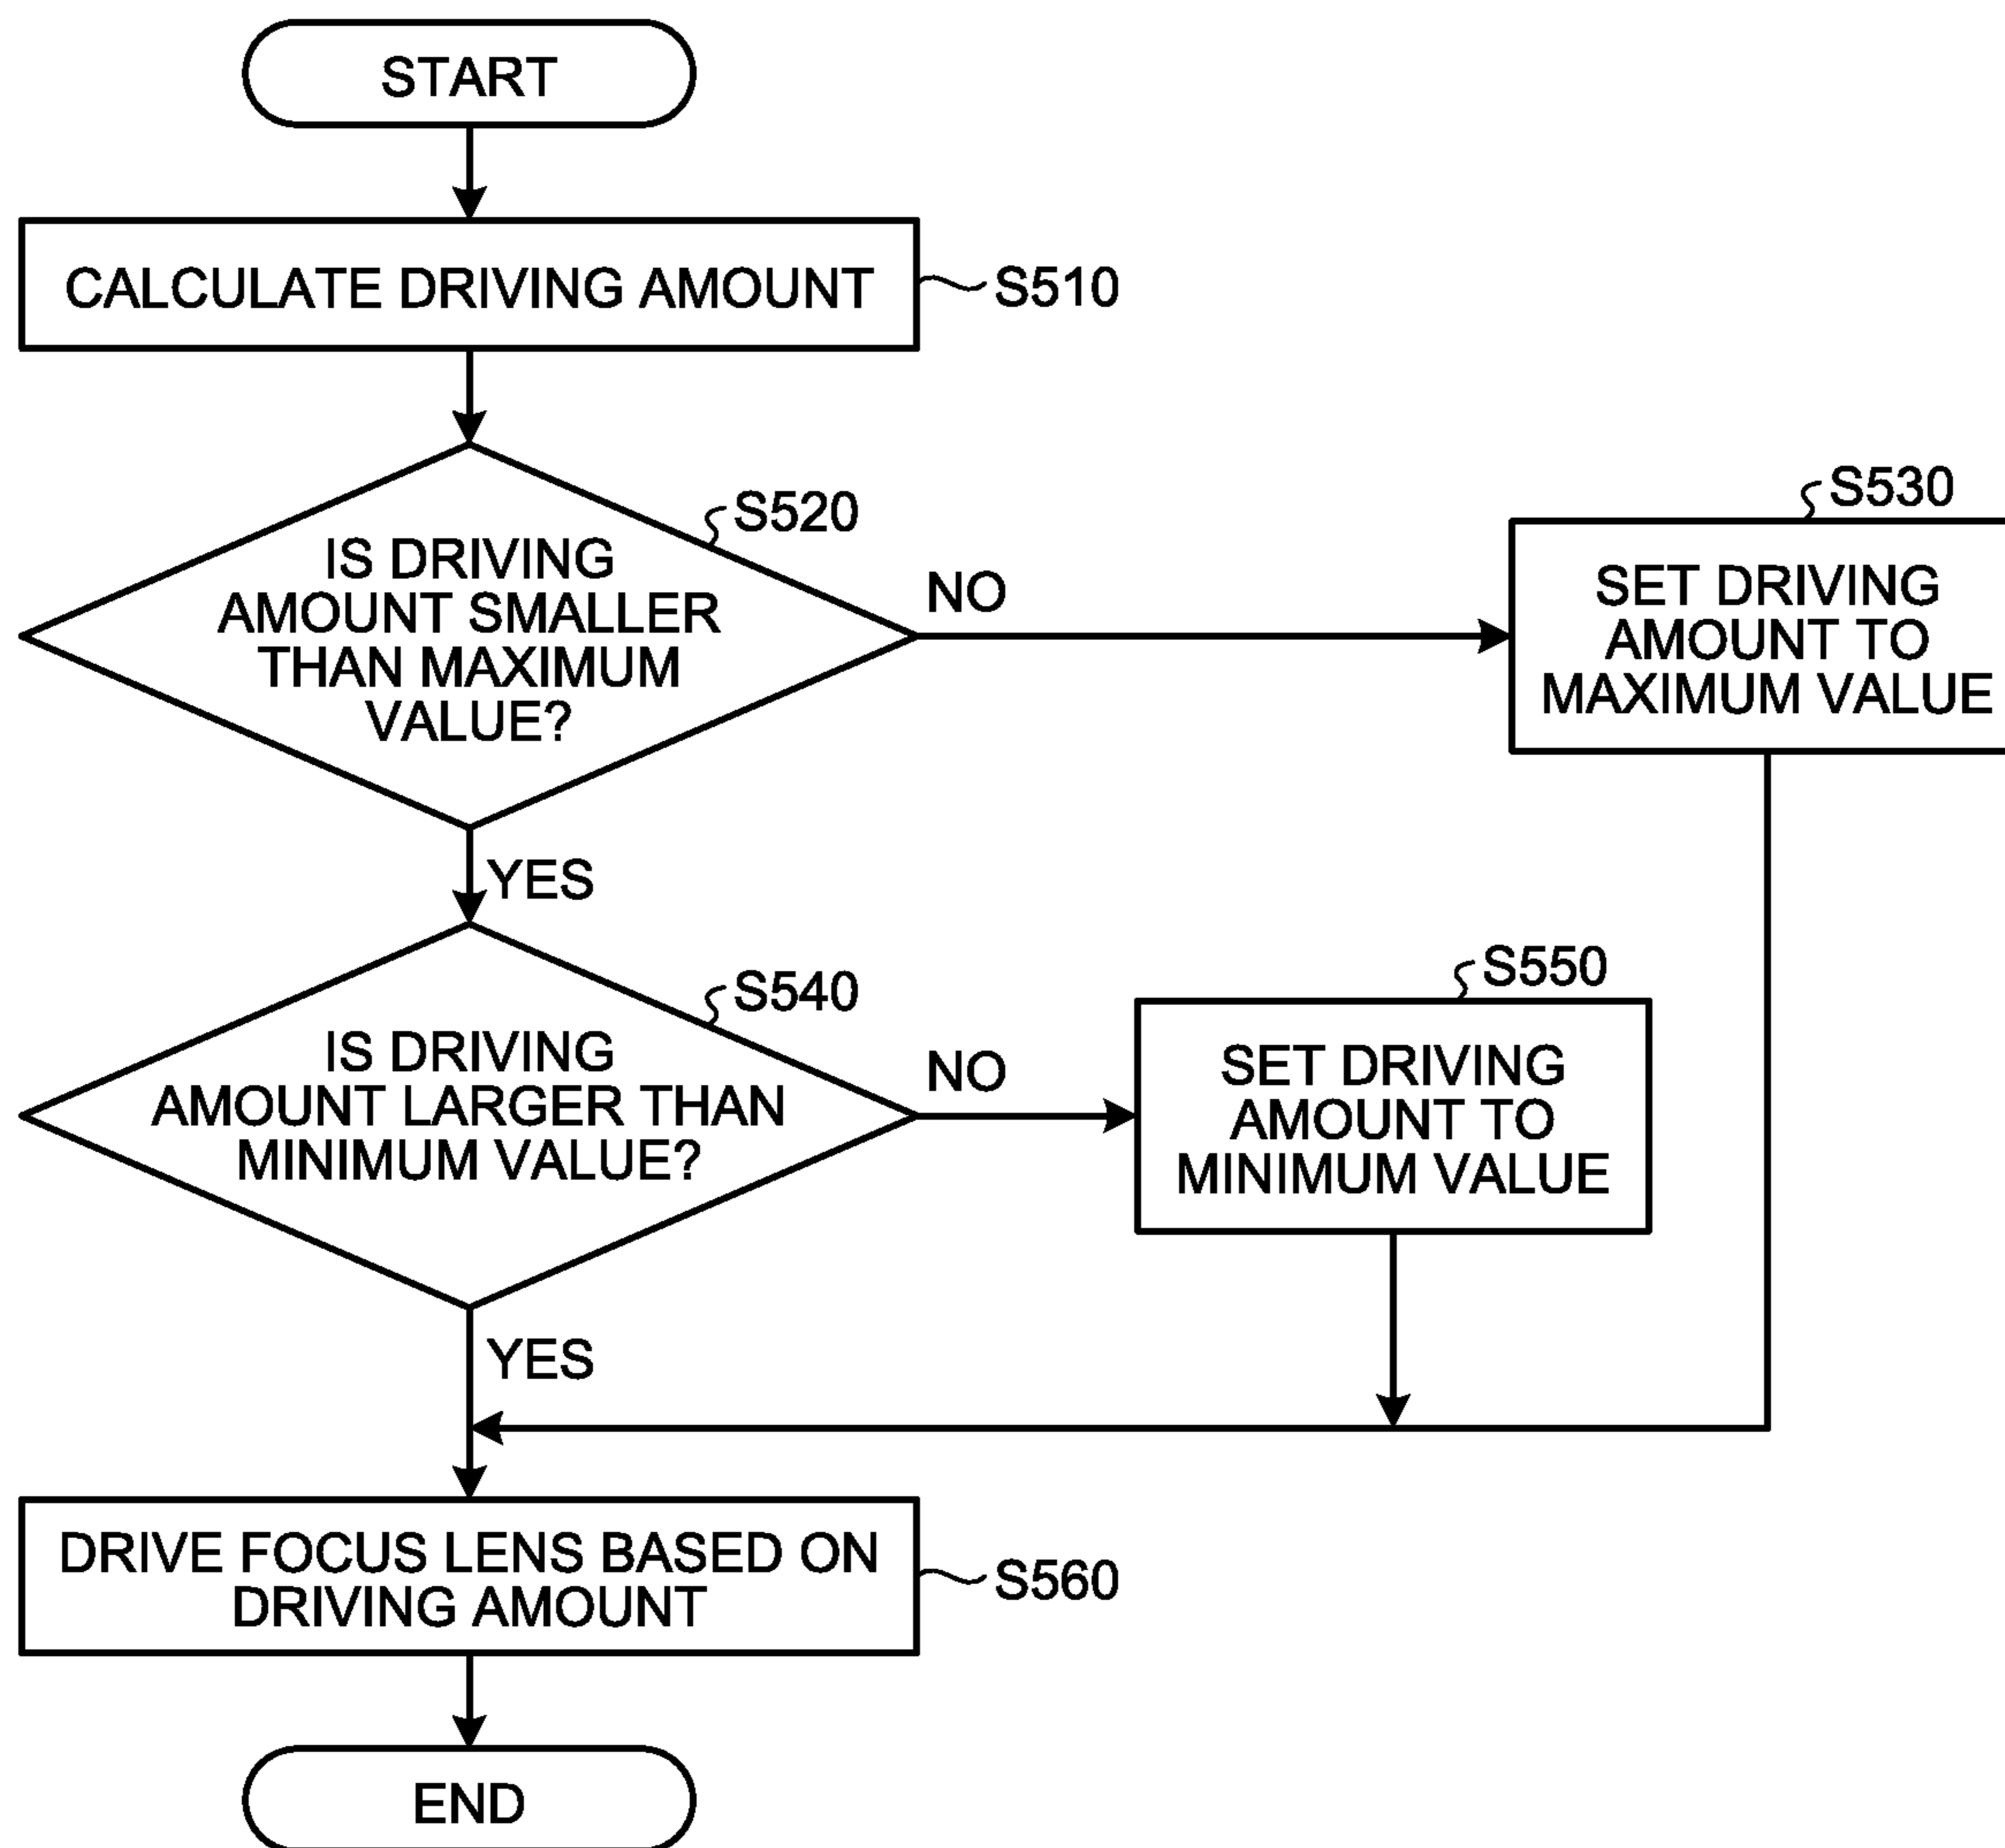 START
CALCULATE DRIVING AMOUNT
S510
S520
IS DRIVING
AMOUNT SMALLER
THAN MAXIMUM
VALUE?
NO
S530
SET DRIVING
AMOUNT TO
MAXIMUM VALUE
YES
S540
IS DRIVING
AMOUNT LARGER THAN
MINIMUM VALUE?
NO
S550
SET DRIVING
AMOUNT TO
MINIMUM VALUE
YES
DRIVE FOCUS LENS BASED ON
DRIVING AMOUNT
S560
END